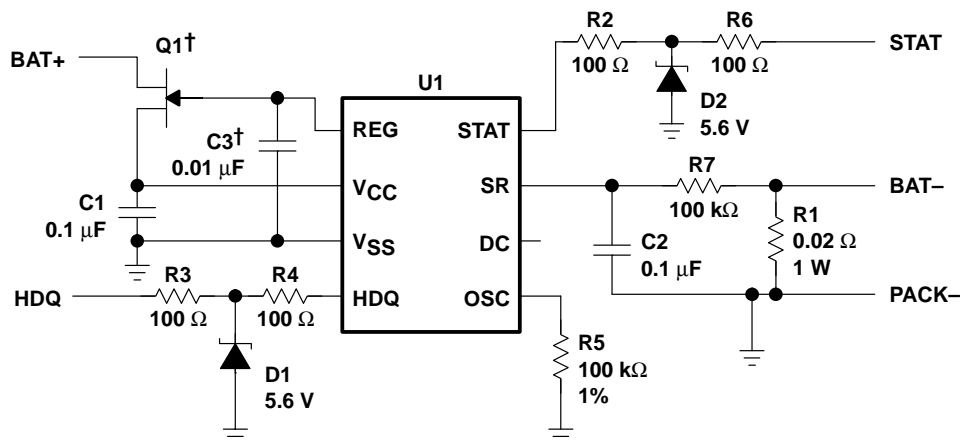 Q1†
BAT+
C3†
0.01 μF
C1
0.1 μF
U1
REG
VCC
VSS
HDQ
STAT
SR
DC
OSC
R2
100 Ω
R6
100 Ω
STAT
D2
5.6 V
R7
100 kΩ
BAT–
R1
0.02 Ω
1 W
C2
0.1 μF
PACK–
HDQ
R3
100 Ω
R4
100 Ω
D1
5.6 V
R5
100 kΩ
1%